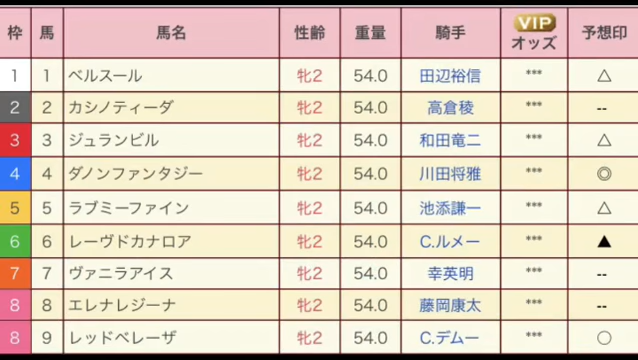 枠 馬 馬名 性齢 重量 騎手 VIP オッズ 予想印
1 1 ベルスール 牝2 54.0 田辺裕信 *** △
2 2 カシノティーダ 牝2 54.0 高倉稜 *** --
3 3 ジュランビル 牝2 54.0 和田竜二 *** △
4 4 ダノンファンタジー 牝2 54.0 川田将雅 *** ◎
5 5 ラブミーファイン 牝2 54.0 池添謙一 *** △
6 6 レーヴドカナロア 牝2 54.0 C.ルメー *** ▲
7 7 ヴァニラアイス 牝2 54.0 幸英明 *** --
8 8 エレナレジーナ 牝2 54.0 藤岡康太 *** --
8 9 レッドベレーザ 牝2 54.0 C.デムー *** ○